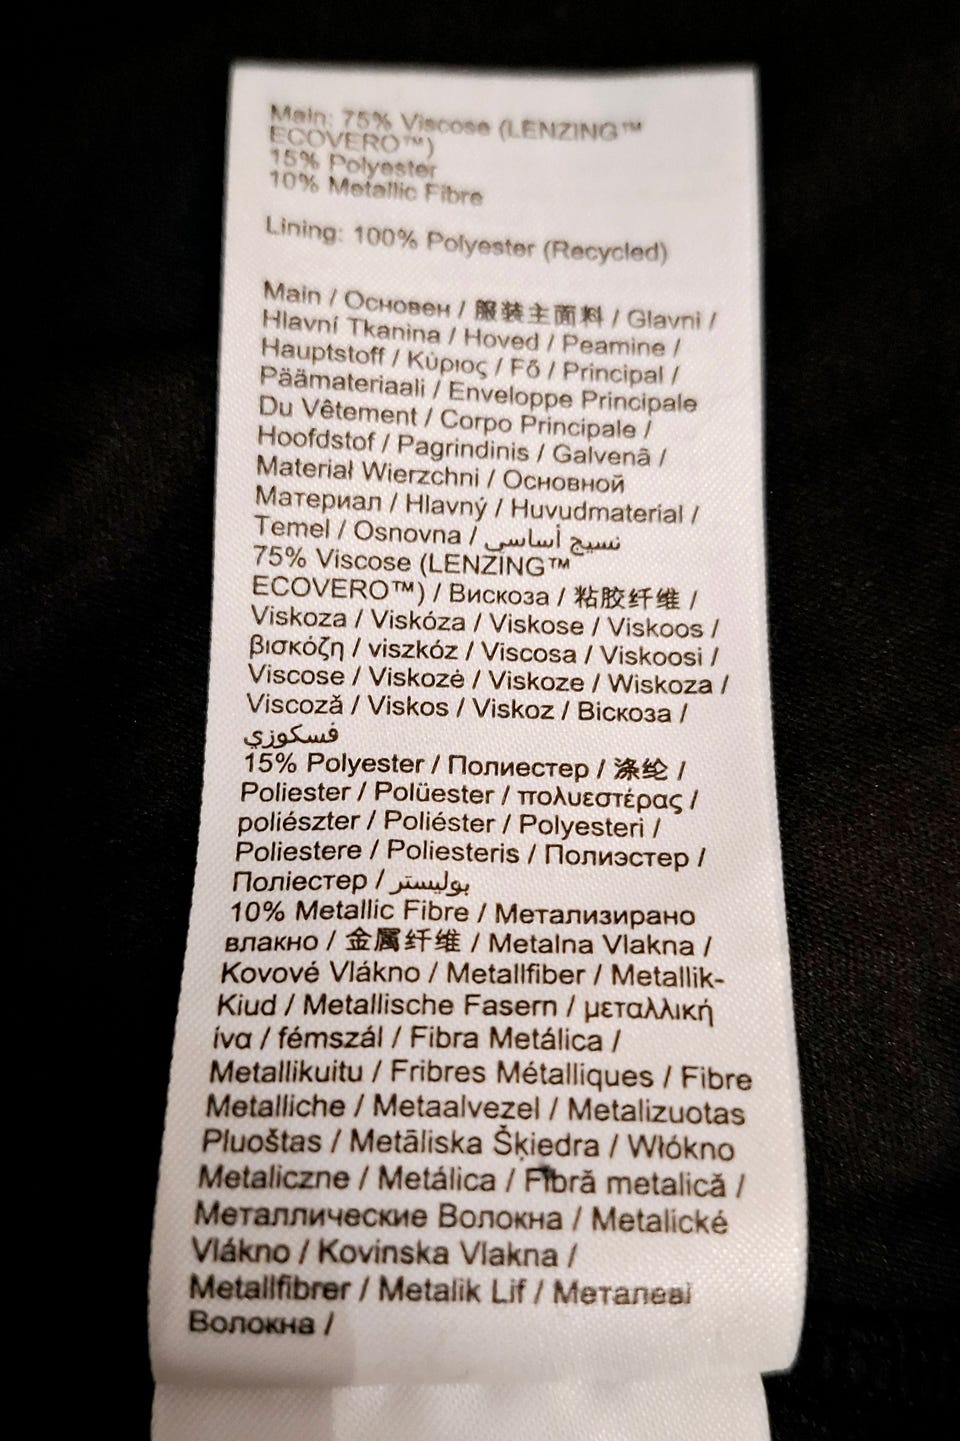 Main: 75% Viscose (LENZING™
ECOVERO™)
15% Polyester
10% Metallic Fibre
Lining: 100% Polyester (Recycled)
Main / Основен / 服装主面料 / Glavni /
Hlavní Tkanina / Hoved / Peamine /
Hauptstoff / Κύριος / Fő / Principal /
Päämateriaali / Enveloppe Principale
Du Vêtement / Corpo Principale /
Hoofdstof / Pagrindinis / Galvenā /
Materiał Wierzchni / Основной
Материал / Hlavný / Huvudmaterial /
Temel / Osnovna / نسيج أساسي
75% Viscose (LENZING™
ECOVERO™) / Вискоза / 粘胶纤维 /
Viskoza / Viskóza / Viskose / Viskoos /
βισκόζη / viszkóz / Viscosa / Viskoosi /
Viscose / Viskozė / Viskoze / Wiskoza /
Viscoză / Viskos / Viskoz / Віскоза /
فسكوزي
15% Polyester / Полиестер / 涤纶 /
Poliester / Polüester / πολυεστέρας /
poliészter / Poliéster / Polyesteri /
Poliestere / Poliesteris / Полиэстер /
Поліестер / بوليستر
10% Metallic Fibre / Метализирано
влакно / 金属纤维 / Metalna Vlakna /
Kovové Vlákno / Metallfiber / Metallik-
Kiud / Metallische Fasern / μεταλλική
ίνα / fémszál / Fibra Metálica /
Metallikuitu / Fribres Métalliques / Fibre
Metalliche / Metaalvezel / Metalizuotas
Pluoštas / Metāliska Šķiedra / Włókno
Metaliczne / Metálica / Fibră metalică /
Металлические Волокна / Metalické
Vlákno / Kovinska Vlakna /
Metallfibrer / Metalik Lif / Металеві
Волокна /